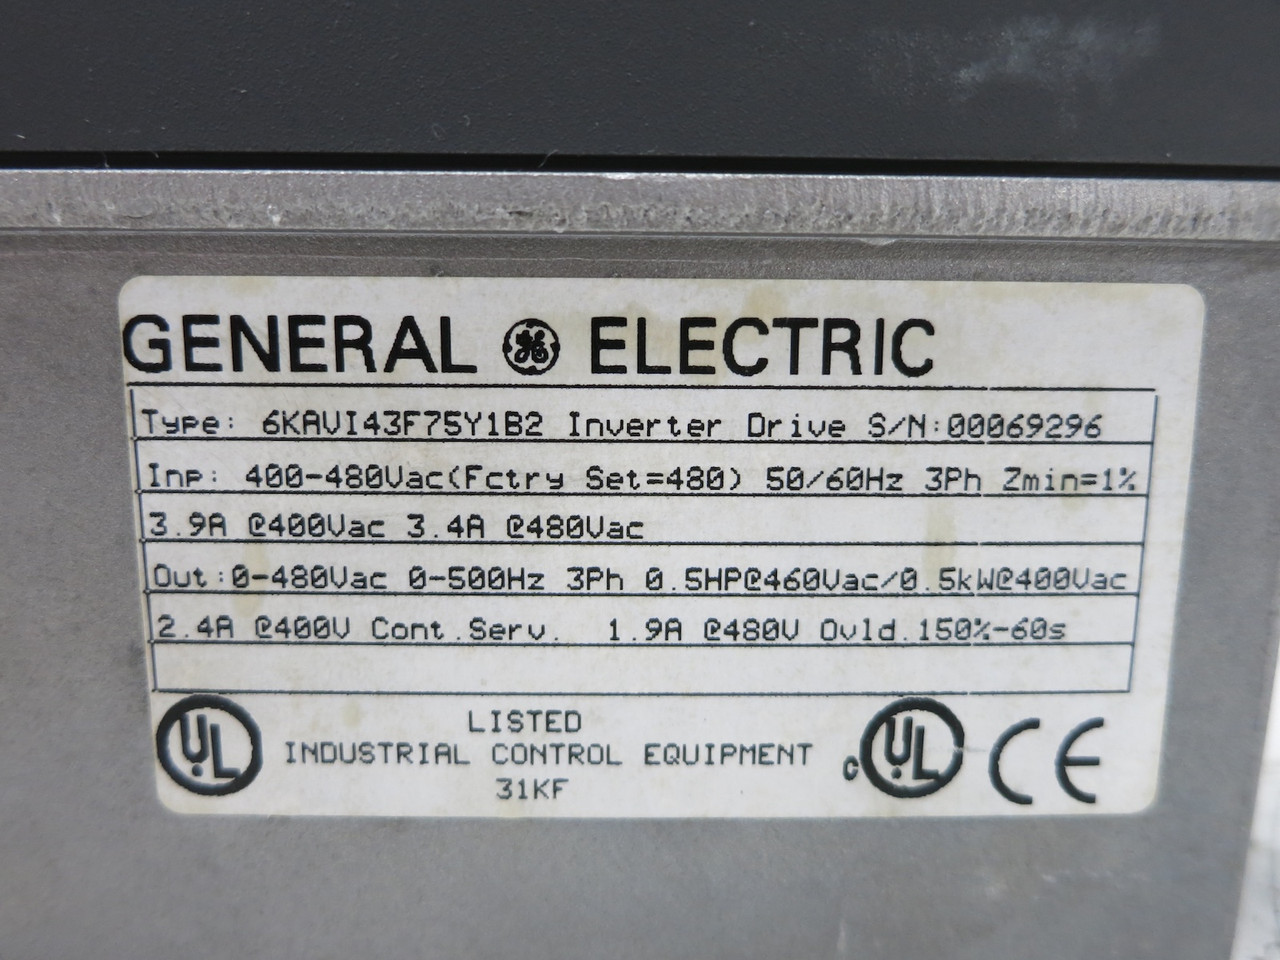 GENERAL GE ELECTRIC
Type: 6KAVI43F75Y1B2 Inverter Drive S/N:00069296
Inp: 400-480Vac(Fctry Set=480) 50/60Hz 3Ph Zmin=1%
3.9A @400Vac 3.4A @480Vac
Out:0-480Vac 0-500Hz 3Ph 0.5HP@460Vac/0.5kW@400Vac
2.4A @400V Cont.Serv. 1.9A @480V Ovld.150%-60s
UL LISTED c UL CE
INDUSTRIAL CONTROL EQUIPMENT
31KF